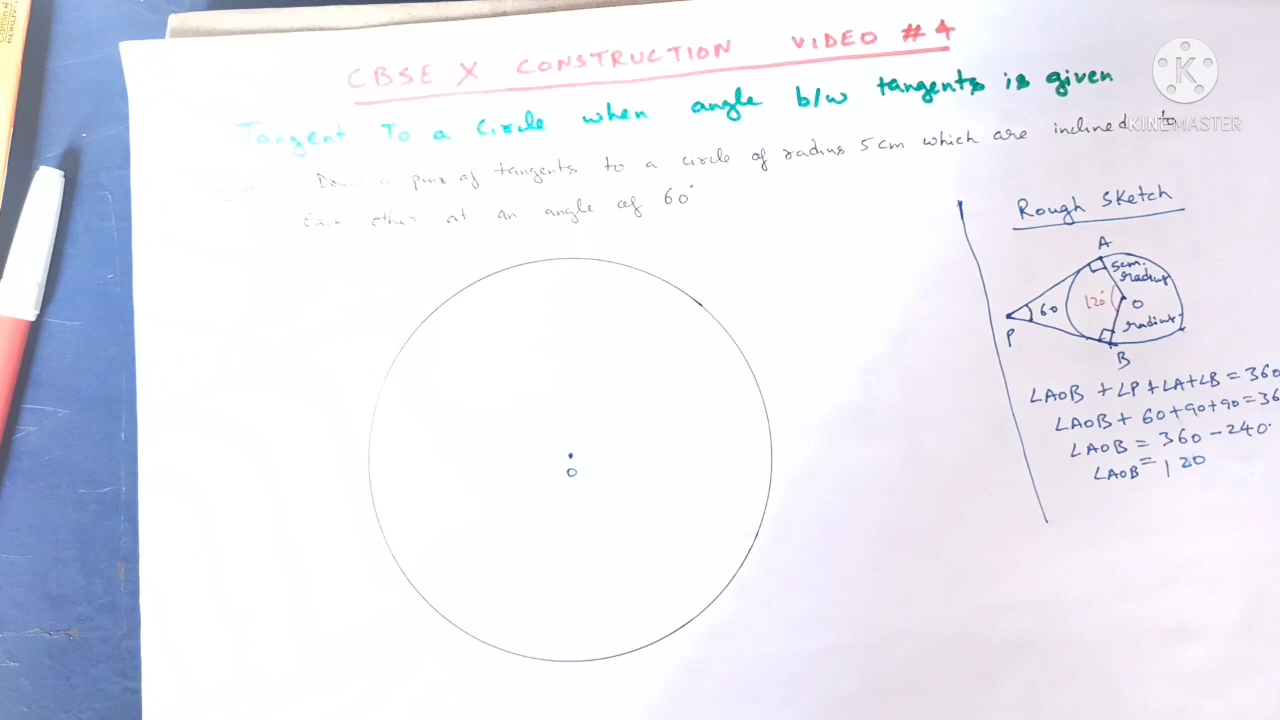 CBSE X CONSTRUCTION VIDEO # 4
Tangent To a Circle when angle b/w tangents is given
Draw a pair of tangents to a circle of radius 5 cm which are inclined to
each other at an angle of 60°
Rough Sketch
A
5cm.
radius
120°
O
60
radius
P
B
∠AOB + ∠P + ∠A + ∠B = 360
∠AOB + 60 + 90 + 90 = 36
∠AOB = 360 - 240.
∠AOB = 120
O
K
KINEMASTER